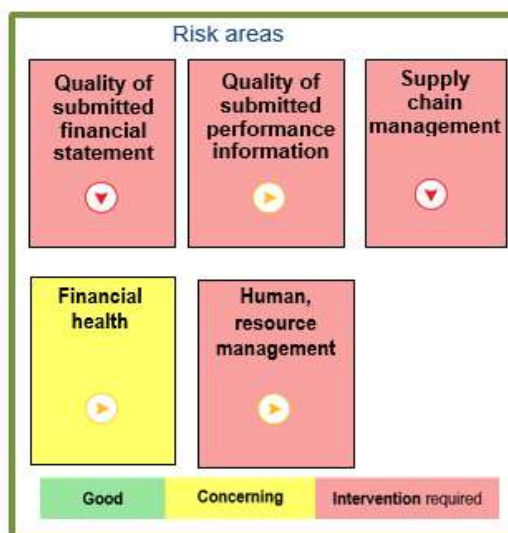 Risk areas
Quality of
submitted
financial
statement
Quality of
submitted
performance
information
Supply
chain
management
Financial
health
Human,
resource
management
Good
Concerning
Intervention required